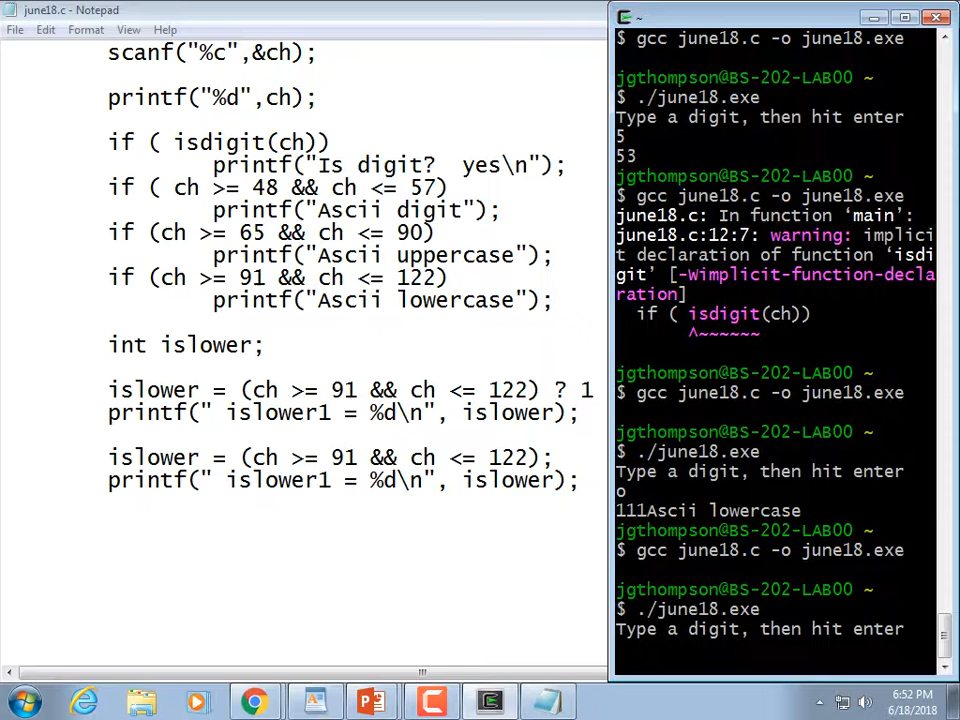 june18.c - Notepad
File Edit Format View Help
scanf("%c",&ch);
printf("%d",ch);
if ( isdigit(ch))
printf("Is digit?  yes\n");
if ( ch >= 48 && ch <= 57)
printf("Ascii digit");
if (ch >= 65 && ch <= 90)
printf("Ascii uppercase");
if (ch >= 91 && ch <= 122)
printf("Ascii lowercase");
int islower;
islower = (ch >= 91 && ch <= 122) ? 1
printf(" islower1 = %d\n", islower);
islower = (ch >= 91 && ch <= 122);
printf(" islower1 = %d\n", islower);
~
$ gcc june18.c -o june18.exe
jgthompson@BS-202-LAB00 ~
$ ./june18.exe
Type a digit, then hit enter
5
53
jgthompson@BS-202-LAB00 ~
$ gcc june18.c -o june18.exe
june18.c: In function ‘main’:
june18.c:12:7: warning: implici
t declaration of function ‘isdi
git’ [-Wimplicit-function-decla
ration]
if ( isdigit(ch))
^~~~~~~
jgthompson@BS-202-LAB00 ~
$ gcc june18.c -o june18.exe
jgthompson@BS-202-LAB00 ~
$ ./june18.exe
Type a digit, then hit enter
o
111Ascii lowercase
jgthompson@BS-202-LAB00 ~
$ gcc june18.c -o june18.exe
jgthompson@BS-202-LAB00 ~
$ ./june18.exe
Type a digit, then hit enter
6:52 PM
6/18/2018